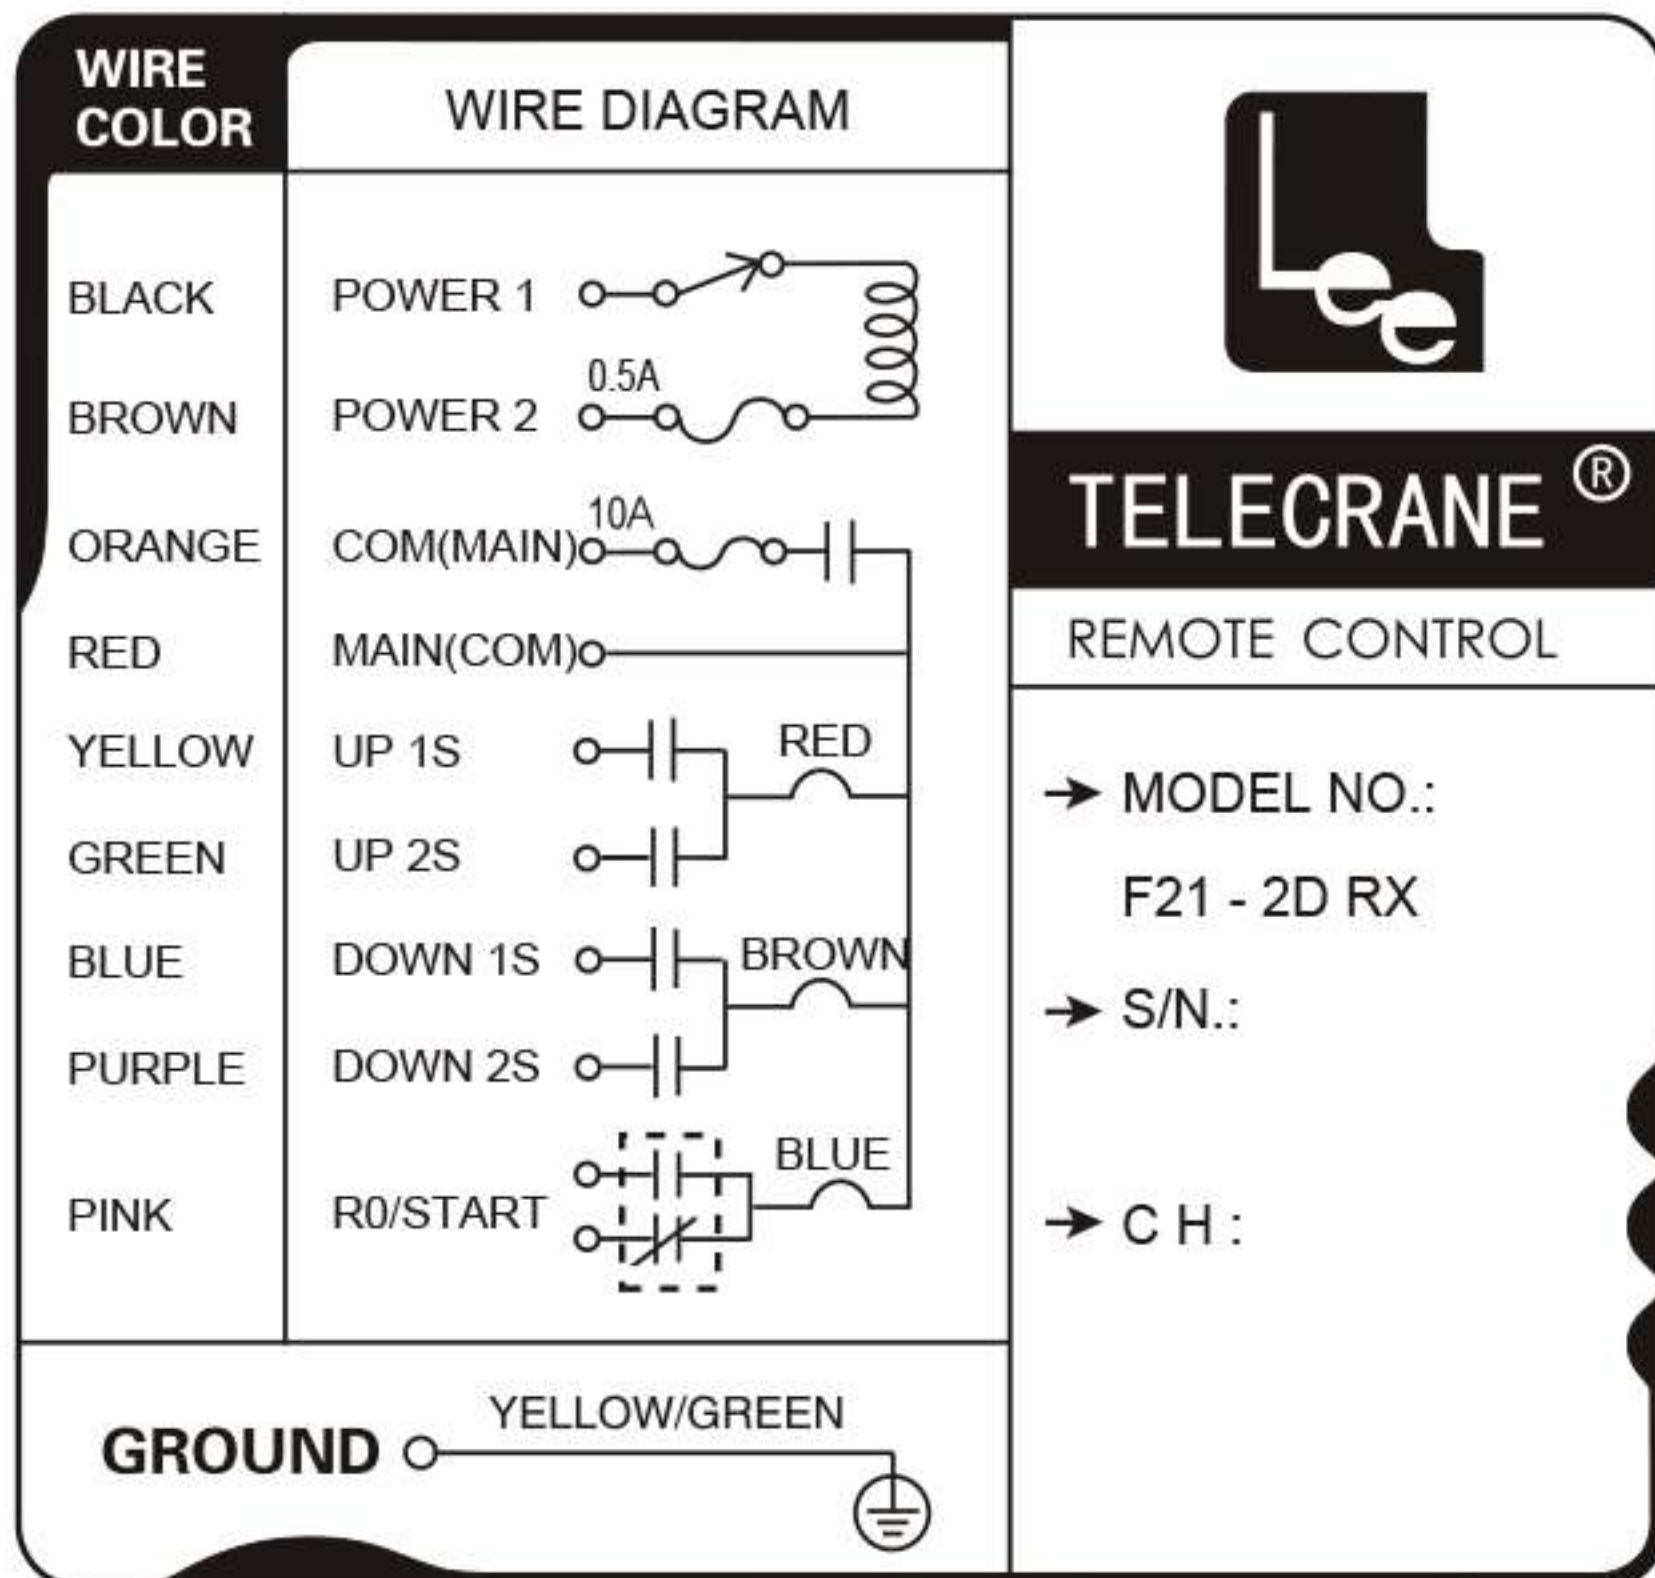 WIRE
COLOR
WIRE DIAGRAM
BLACK POWER 1
0.5A
BROWN POWER 2
10A
ORANGE COM(MAIN)
RED MAIN(COM)
YELLOW UP 1S RED
GREEN UP 2S
BLUE DOWN 1S BROWN
PURPLE DOWN 2S
BLUE
PINK R0/START
YELLOW/GREEN
GROUND
Lee
TELECRANE ®
REMOTE CONTROL
→ MODEL NO.:
F21 - 2D RX
→ S/N.:
→ C H :